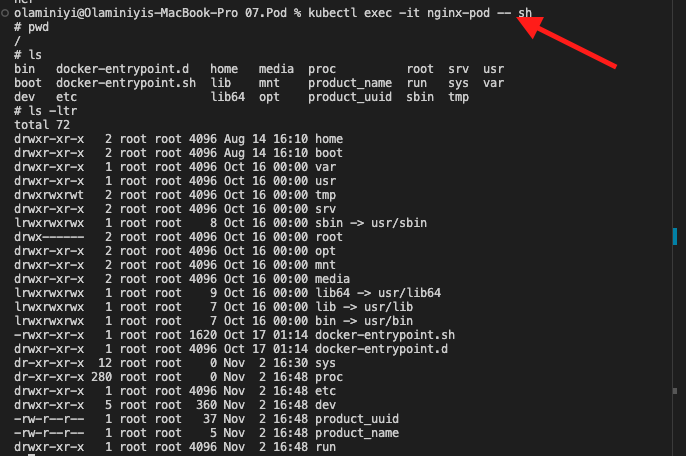 olaminiyi@Olaminiyis-MacBook-Pro 07.Pod % kubectl exec -it nginx-pod -- sh
# pwd
/
# ls
bin   docker-entrypoint.d   home   media  proc          root  srv  usr
boot  docker-entrypoint.sh  lib    mnt    product_name  run   sys  var
dev   etc                   lib64  opt    product_uuid  sbin  tmp
# ls -ltr
total 72
drwxr-xr-x   2 root root 4096 Aug 14 16:10 home
drwxr-xr-x   2 root root 4096 Aug 14 16:10 boot
drwxr-xr-x   1 root root 4096 Oct 16 00:00 var
drwxr-xr-x   1 root root 4096 Oct 16 00:00 usr
drwxrwxrwt   2 root root 4096 Oct 16 00:00 tmp
drwxr-xr-x   2 root root 4096 Oct 16 00:00 srv
lrwxrwxrwx   1 root root    8 Oct 16 00:00 sbin -> usr/sbin
drwx------   2 root root 4096 Oct 16 00:00 root
drwxr-xr-x   2 root root 4096 Oct 16 00:00 opt
drwxr-xr-x   2 root root 4096 Oct 16 00:00 mnt
drwxr-xr-x   2 root root 4096 Oct 16 00:00 media
lrwxrwxrwx   1 root root    9 Oct 16 00:00 lib64 -> usr/lib64
lrwxrwxrwx   1 root root    7 Oct 16 00:00 lib -> usr/lib
lrwxrwxrwx   1 root root    7 Oct 16 00:00 bin -> usr/bin
-rwxr-xr-x   1 root root 1620 Oct 17 01:14 docker-entrypoint.sh
drwxr-xr-x   1 root root 4096 Oct 17 01:14 docker-entrypoint.d
dr-xr-xr-x  12 root root    0 Nov  2 16:30 sys
dr-xr-xr-x 280 root root    0 Nov  2 16:48 proc
drwxr-xr-x   1 root root 4096 Nov  2 16:48 etc
drwxr-xr-x   5 root root  360 Nov  2 16:48 dev
-rw-r--r--   1 root root   37 Nov  2 16:48 product_uuid
-rw-r--r--   1 root root    5 Nov  2 16:48 product_name
drwxr-xr-x   1 root root 4096 Nov  2 16:48 run